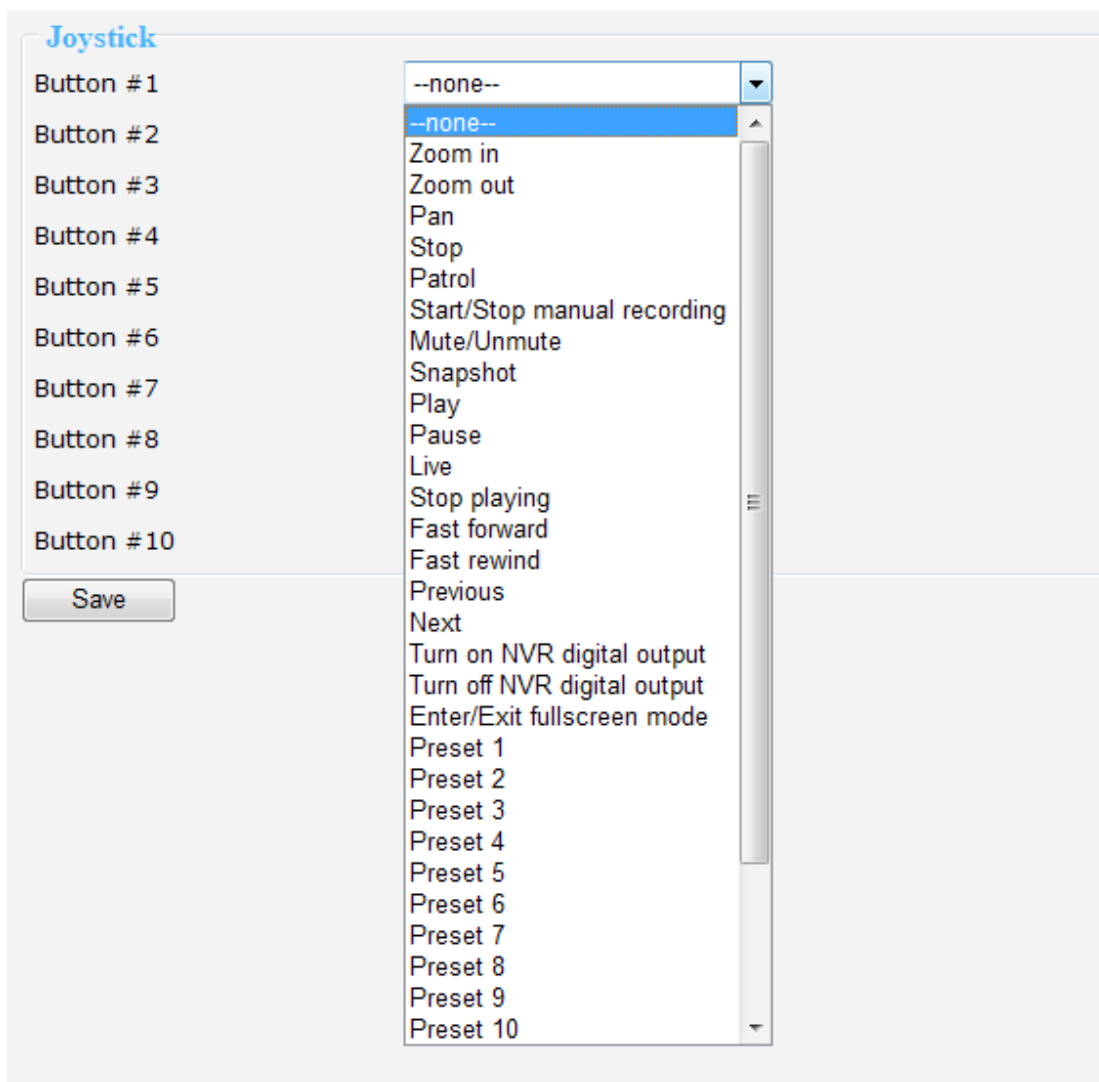 Joystick
Button #1 --none--
--none--
Button #2
Zoom in
Button #3
Zoom out
Pan
Button #4
Stop
Patrol
Button #5
Start/Stop manual recording
Button #6
Mute/Unmute
Snapshot
Button #7
Play
Button #8
Pause
Live
Button #9
Stop playing
Fast forward
Button #10
Fast rewind
Save
Previous
Next
Turn on NVR digital output
Turn off NVR digital output
Enter/Exit fullscreen mode
Preset 1
Preset 2
Preset 3
Preset 4
Preset 5
Preset 6
Preset 7
Preset 8
Preset 9
Preset 10